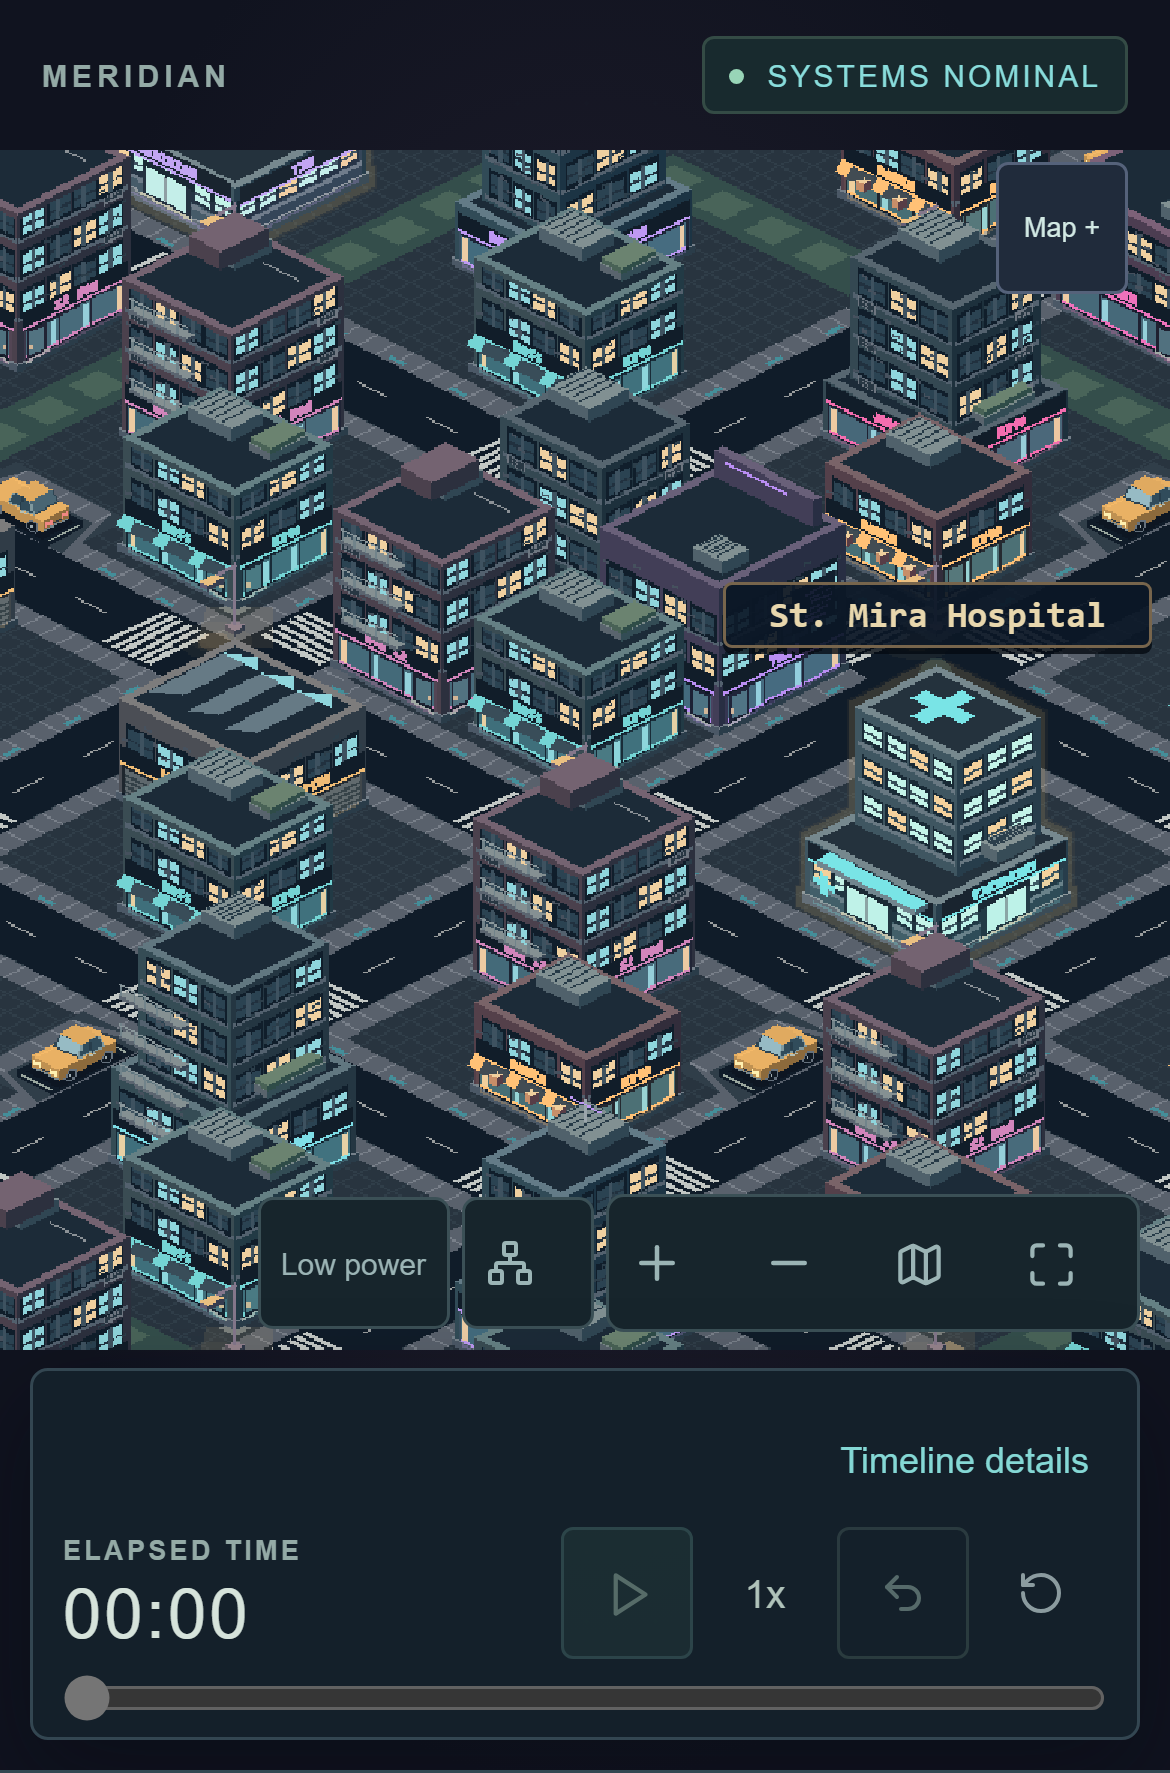 MERIDIAN
SYSTEMS NOMINAL
Map +
St. Mira Hospital
Low power
Timeline details
ELAPSED TIME
00:00
1x